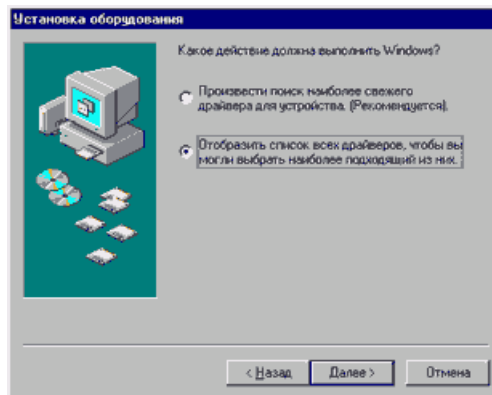 Установка оборудования
Какое действие должна выполнить Windows?
Произвести поиск наиболее свежего
драйвера для устройства. (Рекомендуется).
Отобразить список всех драйверов, чтобы вы
могли выбрать наиболее подходящий из них.
< Назад
Далее >
Отмена